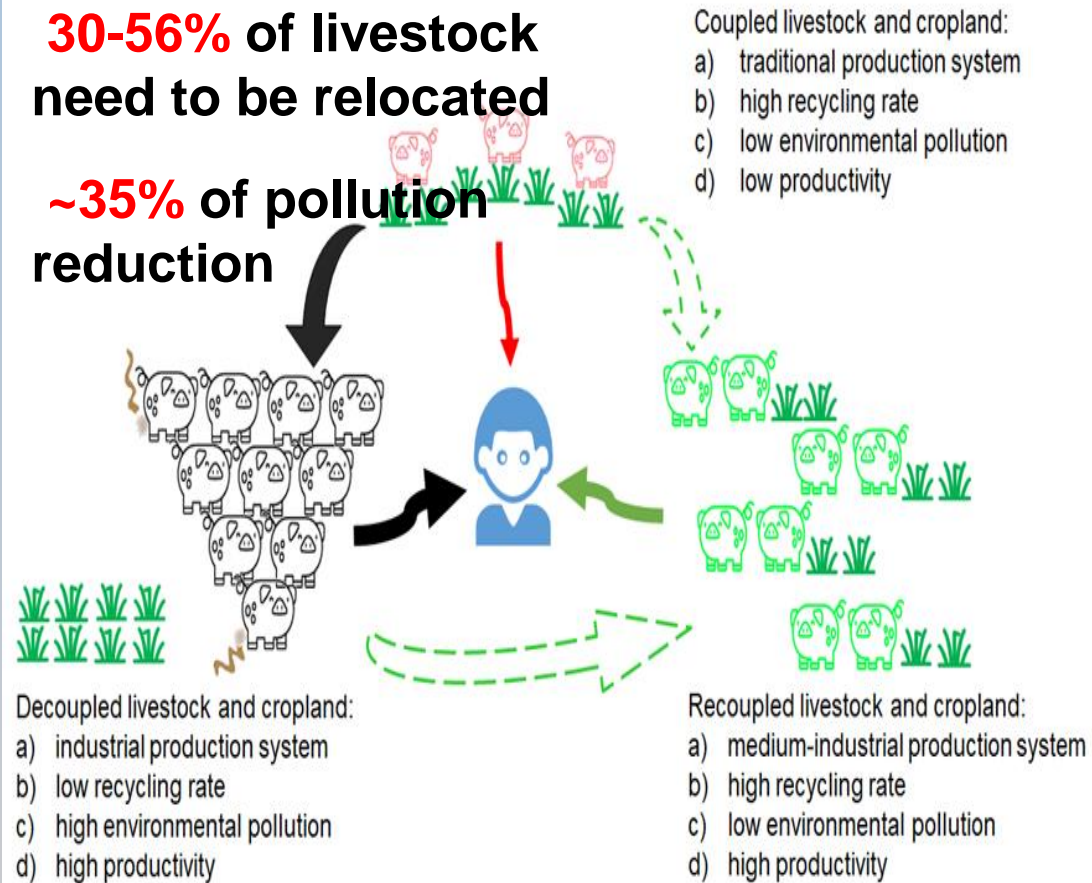 30-56% of livestock
need to be relocated
~35% of pollution
reduction
Coupled livestock and cropland:
a) traditional production system
b) high recycling rate
c) low environmental pollution
d) low productivity
Decoupled livestock and cropland:
a) industrial production system
b) low recycling rate
c) high environmental pollution
d) high productivity
Recoupled livestock and cropland:
a) medium-industrial production system
b) high recycling rate
c) low environmental pollution
d) high productivity